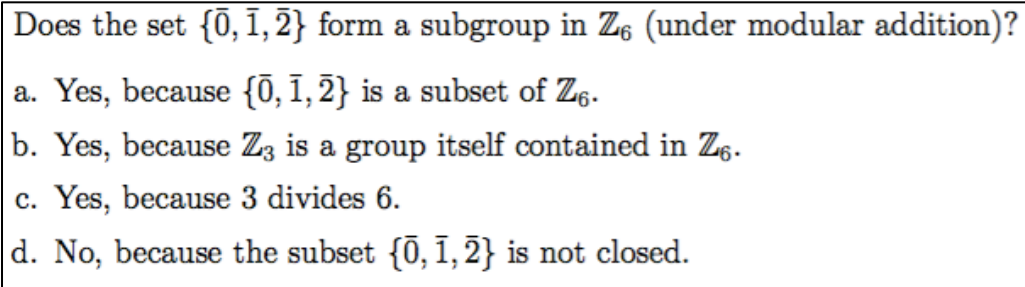 Does the set {0̄, 1̄, 2̄} form a subgroup in ℤ₆ (under modular addition)?
a. Yes, because {0̄, 1̄, 2̄} is a subset of ℤ₆.
b. Yes, because ℤ₃ is a group itself contained in ℤ₆.
c. Yes, because 3 divides 6.
d. No, because the subset {0̄, 1̄, 2̄} is not closed.